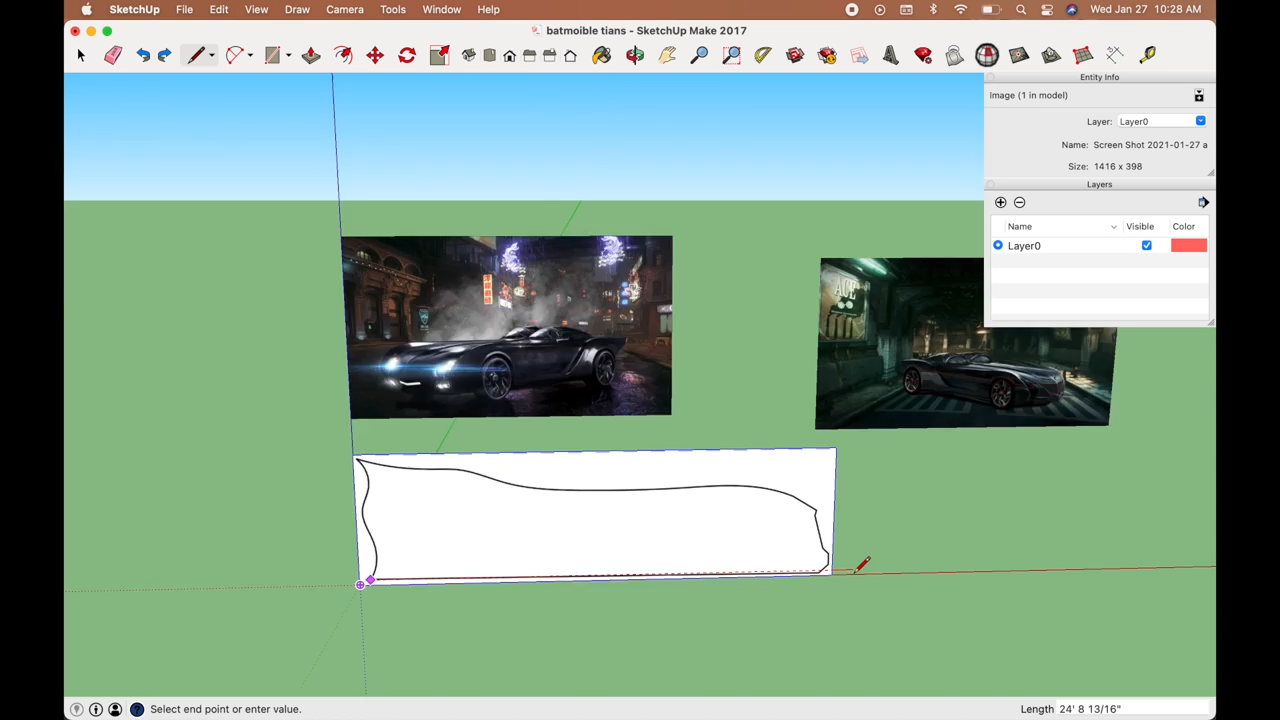 SketchUp File Edit View Draw Camera Tools Window Help Wed Jan 27 10:28 AM
batmoible tians - SketchUp Make 2017
Entity Info
Image (1 in model)
Layer: Layer0
Name: Screen Shot 2021-01-27 a
Size: 1416 x 398
Layers
Name Visible Color
Layer0
ACE
Select end point or enter value. Length 24' 8 13/16"